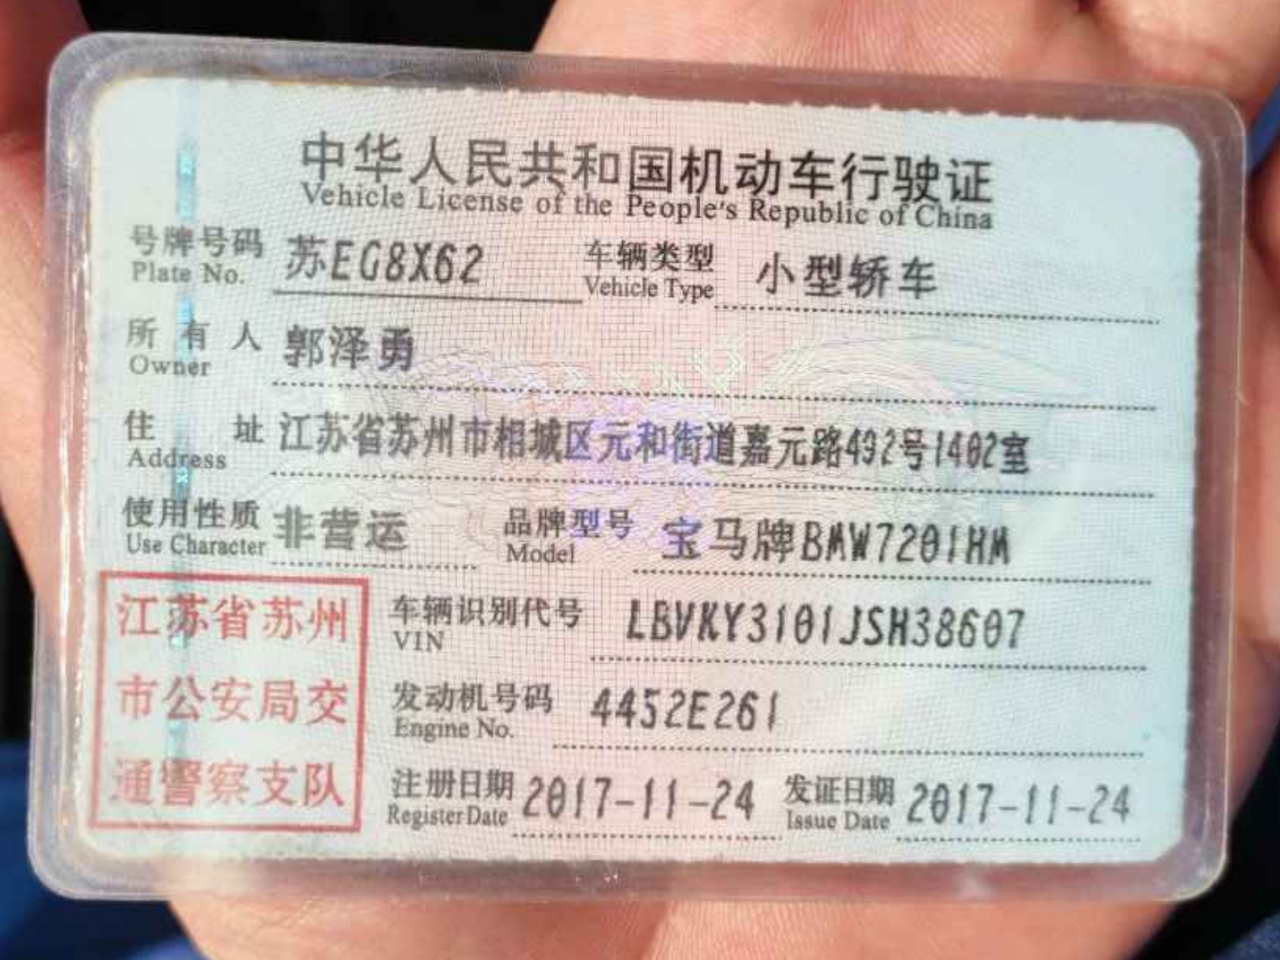 中华人民共和国机动车行驶证
Vehicle License of the People's Republic of China
号牌号码 苏EG8X62 车辆类型 小型轿车
Plate No. Vehicle Type
所有人 郭泽勇
Owner
住址 江苏省苏州市相城区元和街道嘉元路492号1402室
Address
使用性质 非营运 品牌型号 宝马牌BMW7201HM
Use Character Model
江苏省苏州
市公安局交
通警察支队
车辆识别代号 LBVKY3101JSH38607
VIN
发动机号码 4452E261
Engine No.
注册日期 2017-11-24 发证日期 2017-11-24
Register Date Issue Date